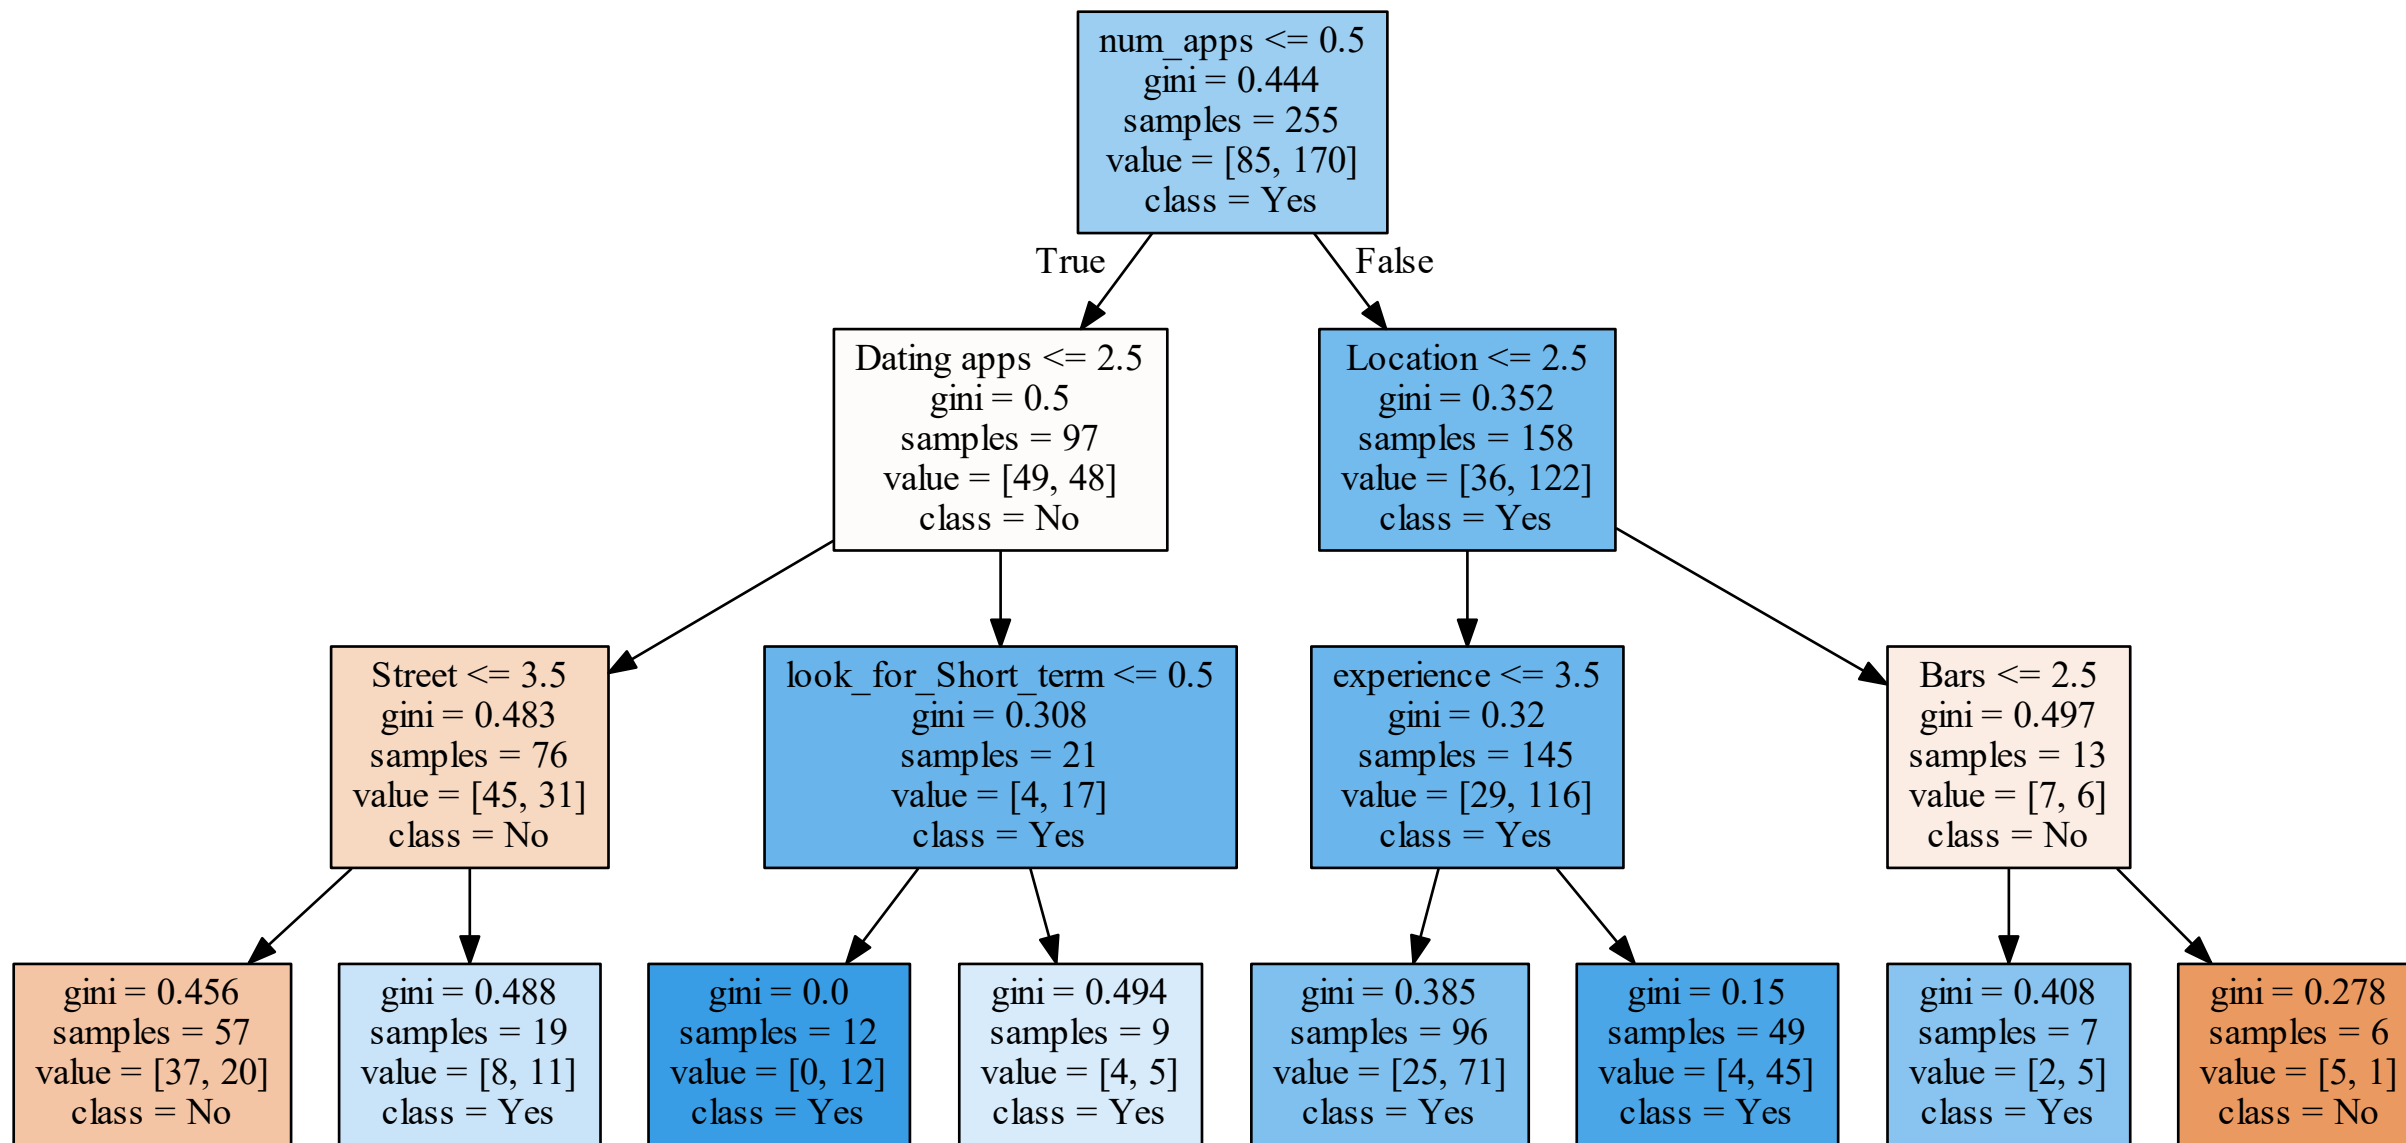 num_apps <= 0.5
gini = 0.444
samples = 255
value = [85, 170]
class = Yes
True
False
Dating apps <= 2.5
gini = 0.5
samples = 97
value = [49, 48]
class = No
Location <= 2.5
gini = 0.352
samples = 158
value = [36, 122]
class = Yes
Street <= 3.5
gini = 0.483
samples = 76
value = [45, 31]
class = No
look_for_Short_term <= 0.5
gini = 0.308
samples = 21
value = [4, 17]
class = Yes
experience <= 3.5
gini = 0.32
samples = 145
value = [29, 116]
class = Yes
Bars <= 2.5
gini = 0.497
samples = 13
value = [7, 6]
class = No
gini = 0.456
samples = 57
value = [37, 20]
class = No
gini = 0.488
samples = 19
value = [8, 11]
class = Yes
gini = 0.0
samples = 12
value = [0, 12]
class = Yes
gini = 0.494
samples = 9
value = [4, 5]
class = Yes
gini = 0.385
samples = 96
value = [25, 71]
class = Yes
gini = 0.15
samples = 49
value = [4, 45]
class = Yes
gini = 0.408
samples = 7
value = [2, 5]
class = Yes
gini = 0.278
samples = 6
value = [5, 1]
class = No